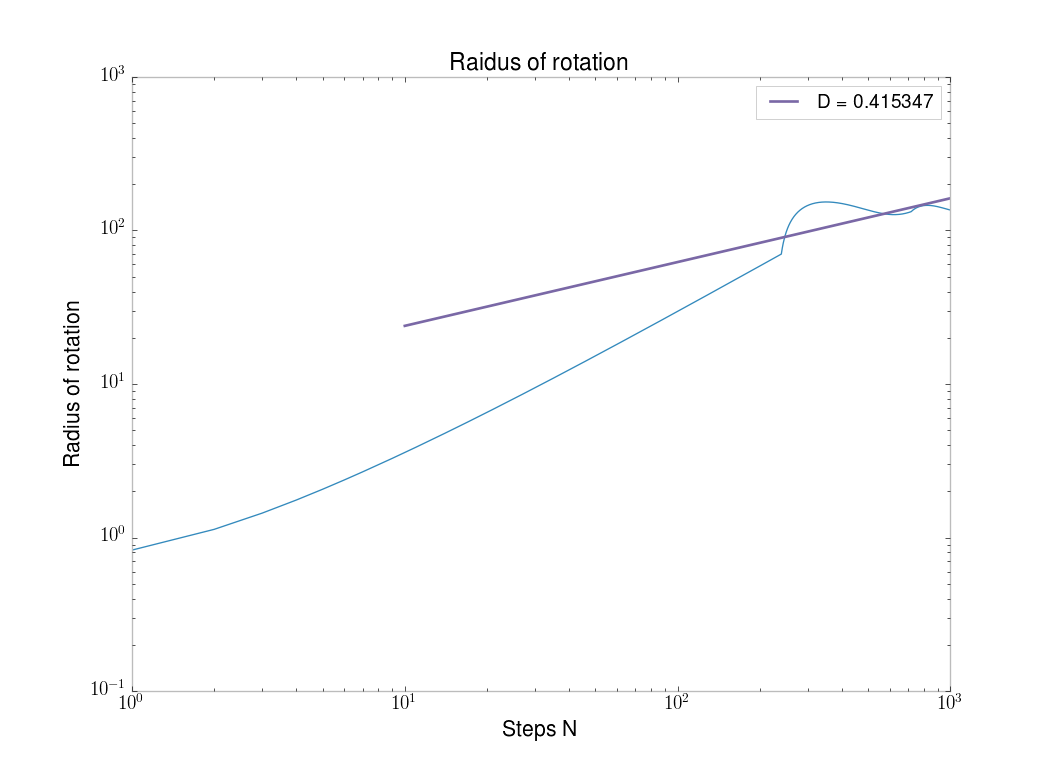 Raidus of rotation
D = 0.415347
10³
10²
10¹
10⁰
10⁻¹
Radius of rotation
10⁰ 10¹ 10² 10³
Steps N